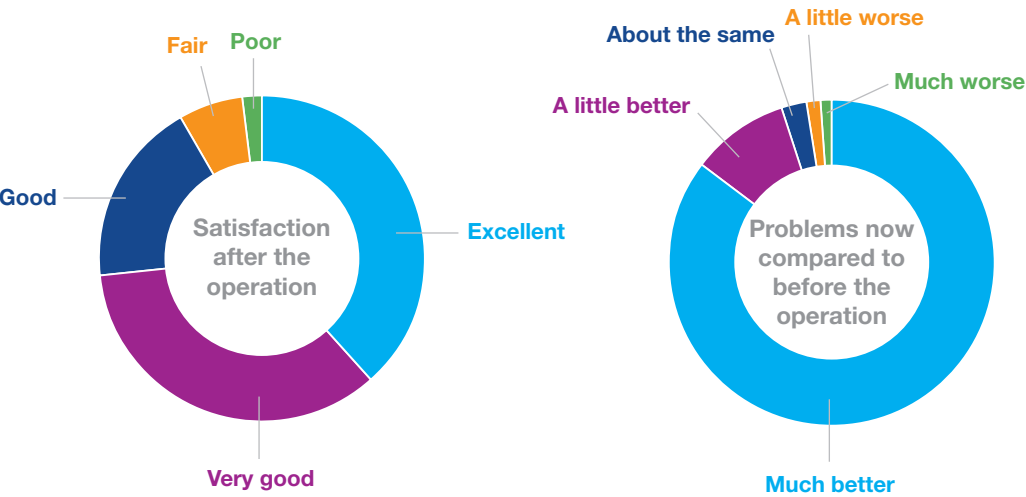 Fair
Poor
Good
Satisfaction
after the
operation
Excellent
Very good
A little worse
About the same
Much worse
A little better
Problems now
compared to
before the
operation
Much better